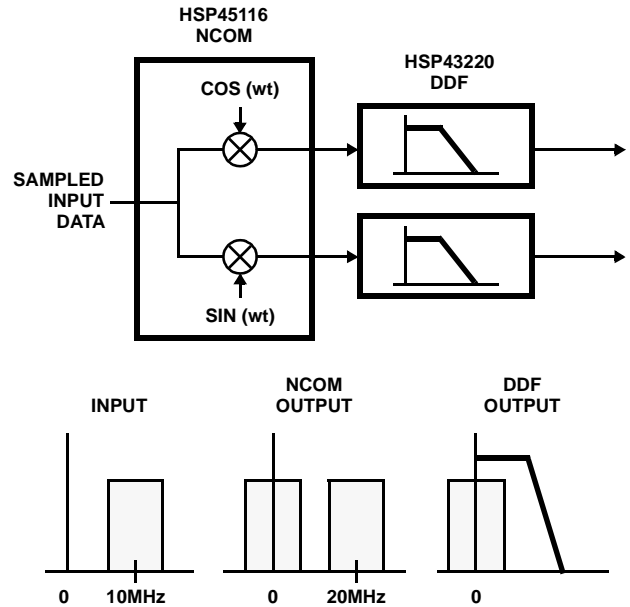 HSP45116
NCOM
HSP43220
DDF
COS (wt)
SAMPLED
INPUT
DATA
SIN (wt)
INPUT
NCOM
OUTPUT
DDF
OUTPUT
0 10MHz
0 20MHz
0